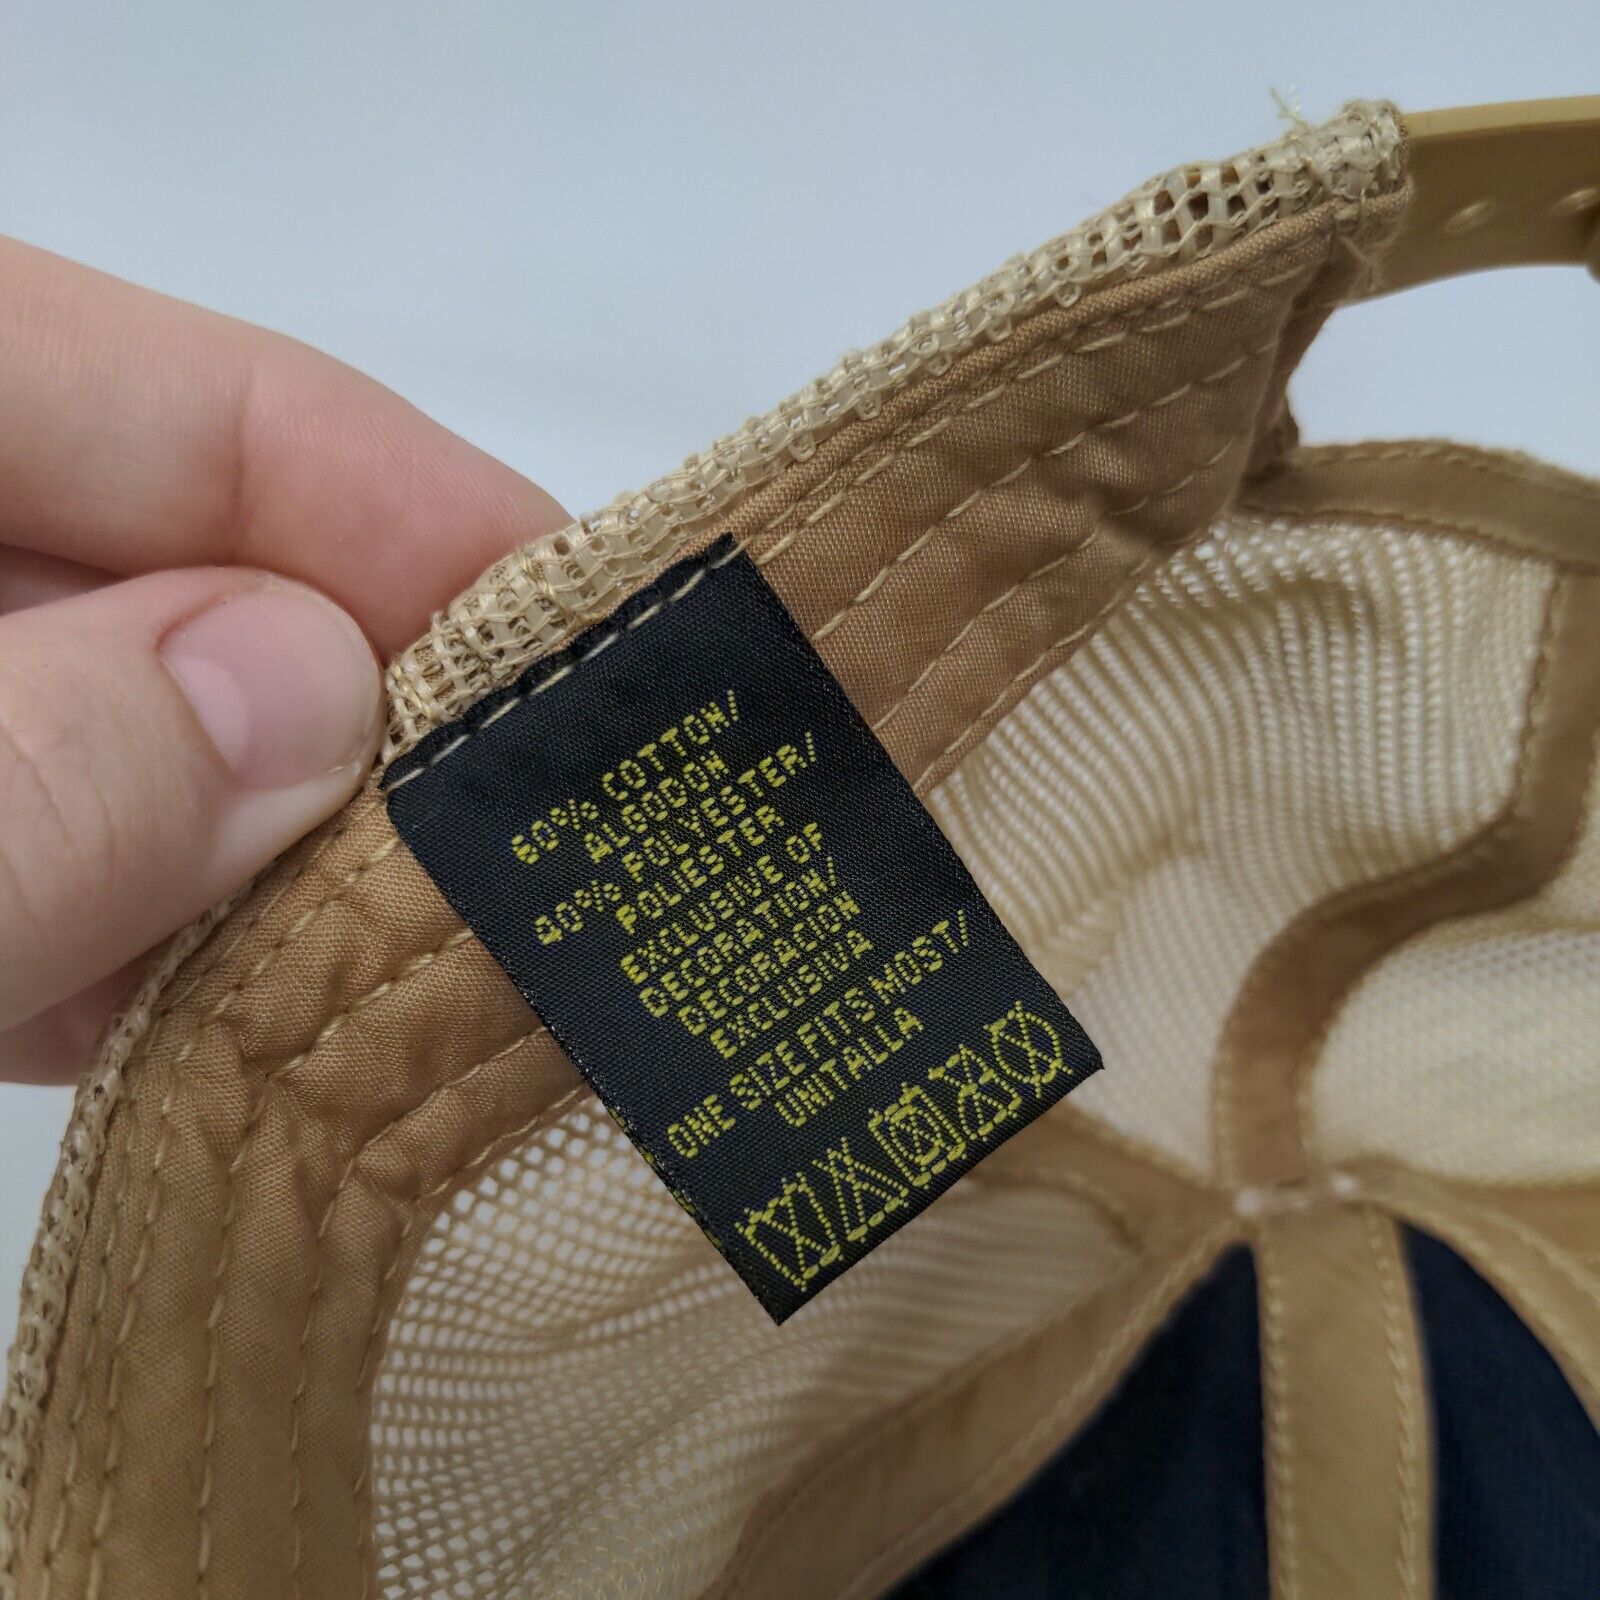 60% COTTON/
ALGODON
40% POLYESTER/
POLIESTER
EXCLUSIVE OF
DECORATION/
DECORACION
EXCLUSIVA
ONE SIZE FITS MOST/
UNITALLA